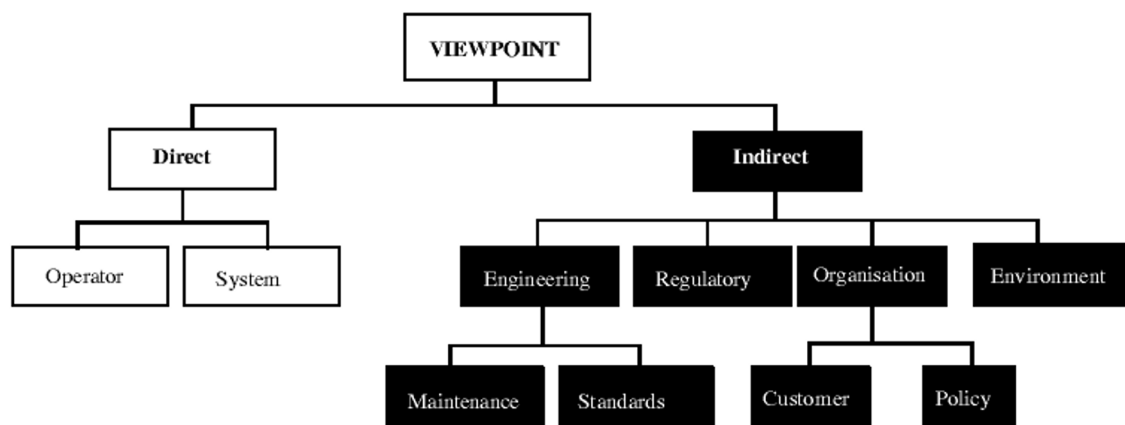 VIEWPOINT
Direct
Indirect
Operator
System
Engineering
Regulatory
Organisation
Environment
Maintenance
Standards
Customer
Policy